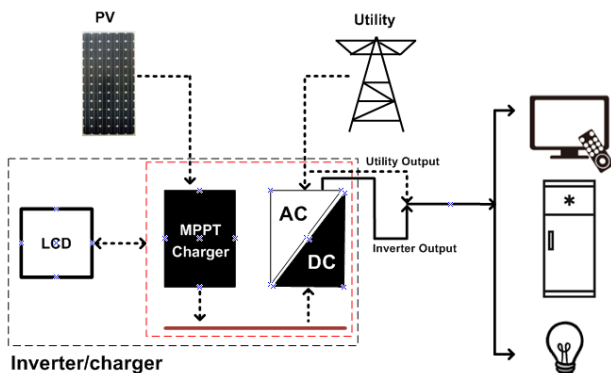 PV
Utility
Utility Output
LCD
MPPT
Charger
AC
DC
Inverter Output
Inverter/charger